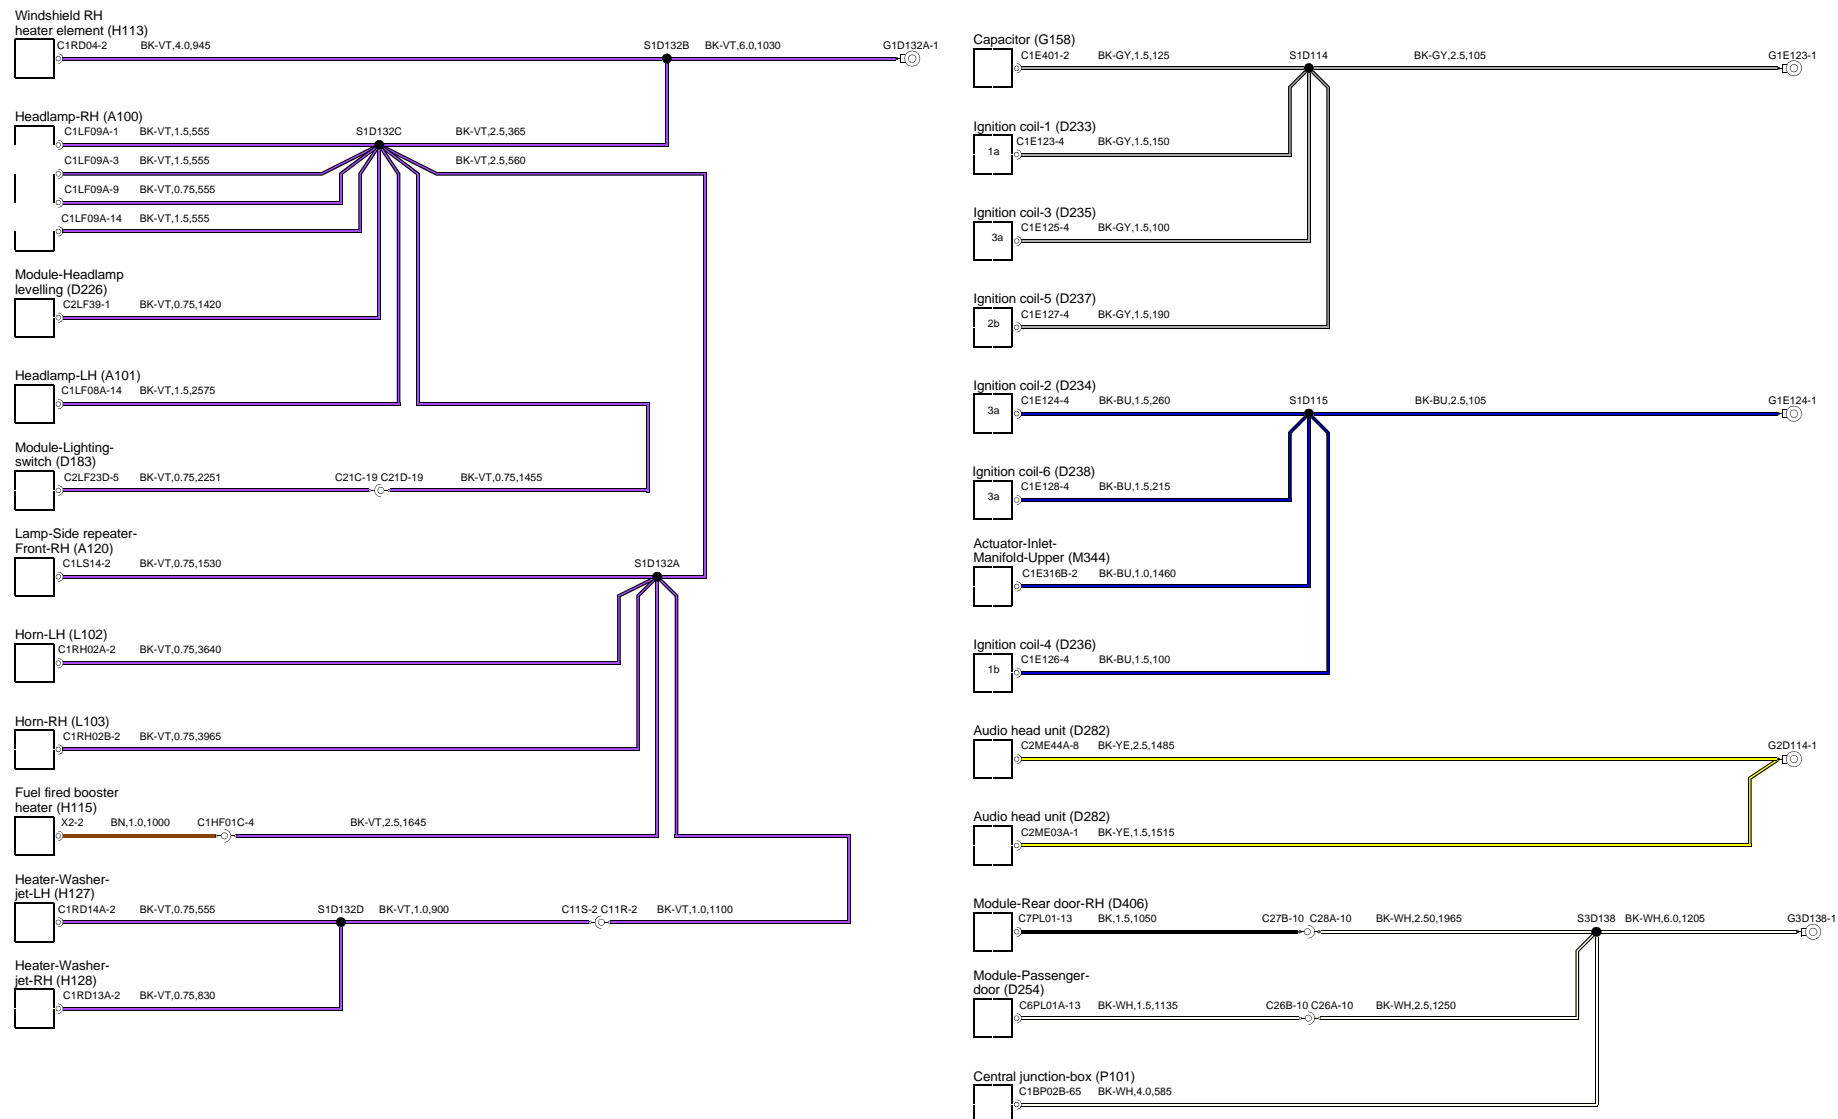 Windshield RH
heater element (H113)
C1RD04-2 BK-VT,4.0,945 S1D132B BK-VT,6.0,1030 G1D132A-1
Headlamp-RH (A100)
C1LF09A-1 BK-VT,1.5,555 S1D132C BK-VT,2.5,365
C1LF09A-3 BK-VT,1.5,555 BK-VT,2.5,560
C1LF09A-9 BK-VT,0.75,555
C1LF09A-14 BK-VT,1.5,555
Module-Headlamp
levelling (D226)
C2LF39-1 BK-VT,0.75,1420
Headlamp-LH (A101)
C1LF08A-14 BK-VT,1.5,2575
Module-Lighting-
switch (D183)
C2LF23D-5 BK-VT,0.75,2251 C21C-19 C21D-19 BK-VT,0.75,1455
Lamp-Side repeater-
Front-RH (A120)
C1LS14-2 BK-VT,0.75,1530 S1D132A
Horn-LH (L102)
C1RH02A-2 BK-VT,0.75,3640
Horn-RH (L103)
C1RH02B-2 BK-VT,0.75,3965
Fuel fired booster
heater (H115)
X2-2 BN,1.0,1000 C1HF01C-4 BK-VT,2.5,1645
Heater-Washer-
jet-LH (H127)
C1RD14A-2 BK-VT,0.75,555 S1D132D BK-VT,1.0,900 C11S-2 C11R-2 BK-VT,1.0,1100
Heater-Washer-
jet-RH (H128)
C1RD13A-2 BK-VT,0.75,830
Capacitor (G158)
C1E401-2 BK-GY,1.5,125 S1D114 BK-GY,2.5,105 G1E123-1
Ignition coil-1 (D233)
C1E123-4 BK-GY,1.5,150
1a
Ignition coil-3 (D235)
C1E125-4 BK-GY,1.5,100
3a
Ignition coil-5 (D237)
C1E127-4 BK-GY,1.5,190
2b
Ignition coil-2 (D234)
C1E124-4 BK-BU,1.5,260 S1D115 BK-BU,2.5,105 G1E124-1
3a
Ignition coil-6 (D238)
C1E128-4 BK-BU,1.5,215
3a
Actuator-Inlet-
Manifold-Upper (M344)
C1E316B-2 BK-BU,1.0,1460
Ignition coil-4 (D236)
C1E126-4 BK-BU,1.5,100
1b
Audio head unit (D282)
C2ME44A-8 BK-YE,2.5,1485 G2D114-1
Audio head unit (D282)
C2ME03A-1 BK-YE,1.5,1515
Module-Rear door-RH (D406)
C7PL01-13 BK,1.5,1050 C27B-10 C28A-10 BK-WH,2.50,1965 S3D138 BK-WH,6.0,1205 G3D138-1
Module-Passenger-
door (D254)
C6PL01A-13 BK-WH,1.5,1135 C26B-10 C26A-10 BK-WH,2.5,1250
Central junction-box (P101)
C1BP02B-65 BK-WH,4.0,585